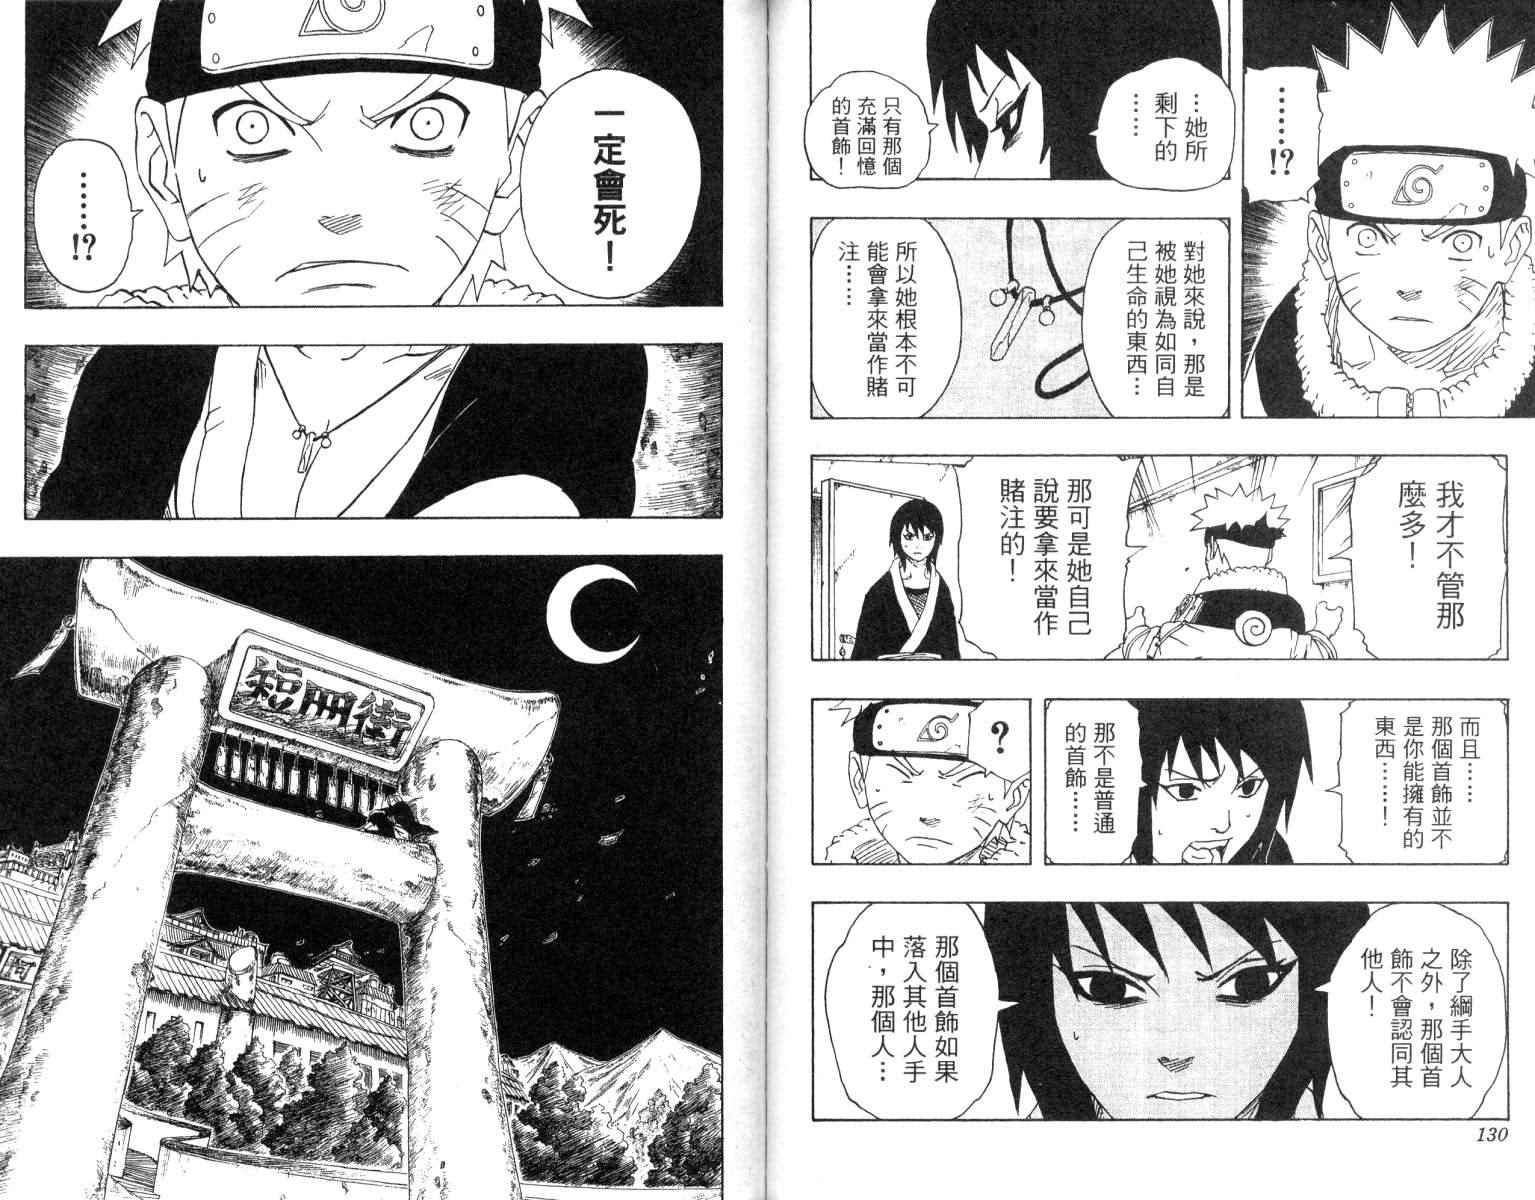 ……!?
…她所
剩下的
……
只有那個
充滿回憶
的首飾！
對她來說，那是
被她視為如同自
己生命的東西…
所以她根本不可
能會拿來當作賭
注……
我才不管那
麼多！
那可是她自己
說要拿來當作
賭注的！
而且……
那個首飾並不
是你能擁有的
東西……！
那不是普通
的首飾……
?
除了綱手大人
之外，那個首
飾不會認同其
他人！
那個首飾如果
落入其他人手
中，那個人…
130
一定會死！
……!?
短冊街